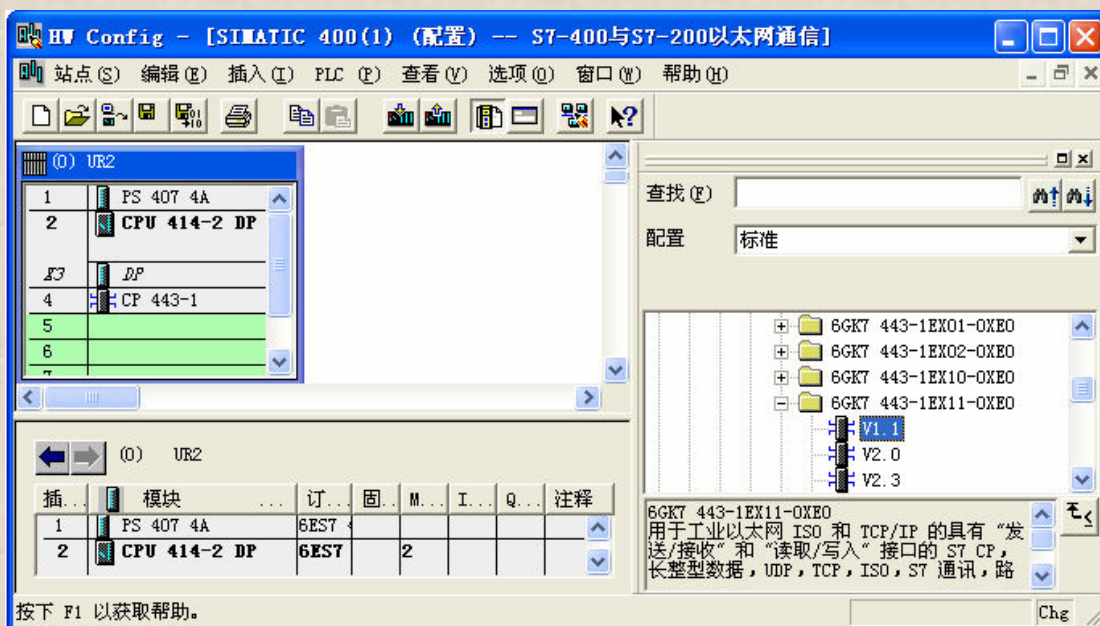 HW Config - [SIMATIC 400(1) (配置) -- S7-400与S7-200以太网通信]
站点(S) 编辑(E) 插入(I) PLC (P) 查看(V) 选项(O) 窗口(W) 帮助(H)
(0) UR2
1 PS 407 4A
2 CPU 414-2 DP
X3 DP
4 CP 443-1
5
6
7
查找(F)
配置 标准
6GK7 443-1EX01-0XE0
6GK7 443-1EX02-0XE0
6GK7 443-1EX10-0XE0
6GK7 443-1EX11-0XE0
V1.1
V2.0
V2.3
(0) UR2
插... 模块 ... 订... 固... M... I... Q... 注释
1 PS 407 4A 6ES7
2 CPU 414-2 DP 6ES7 2
6GK7 443-1EX11-0XE0
用于工业以太网 ISO 和 TCP/IP 的具有 “发
送/接收” 和 “读取/写入” 接口的 S7 CP,
长整型数据, UDP, TCP, ISO, S7 通讯, 路
按下 F1 以获取帮助。
Chg